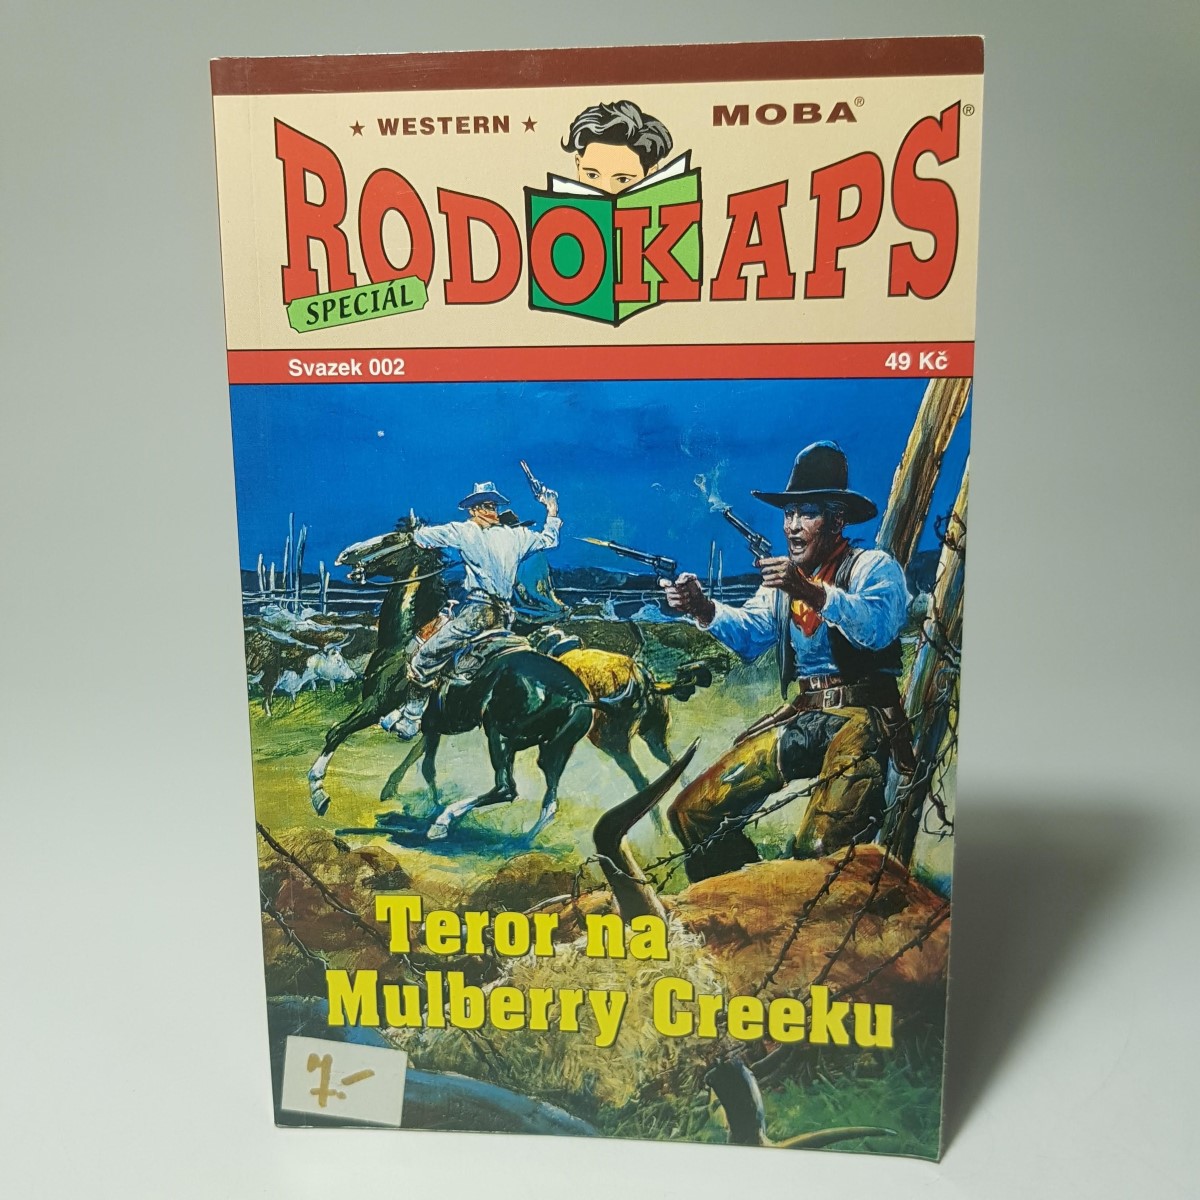 ★ WESTERN ★
MOBA®
RODOKAPS®
SPECIÁL
Svazek 002
49 Kč
Teror na
Mulberry Creeku
7.-